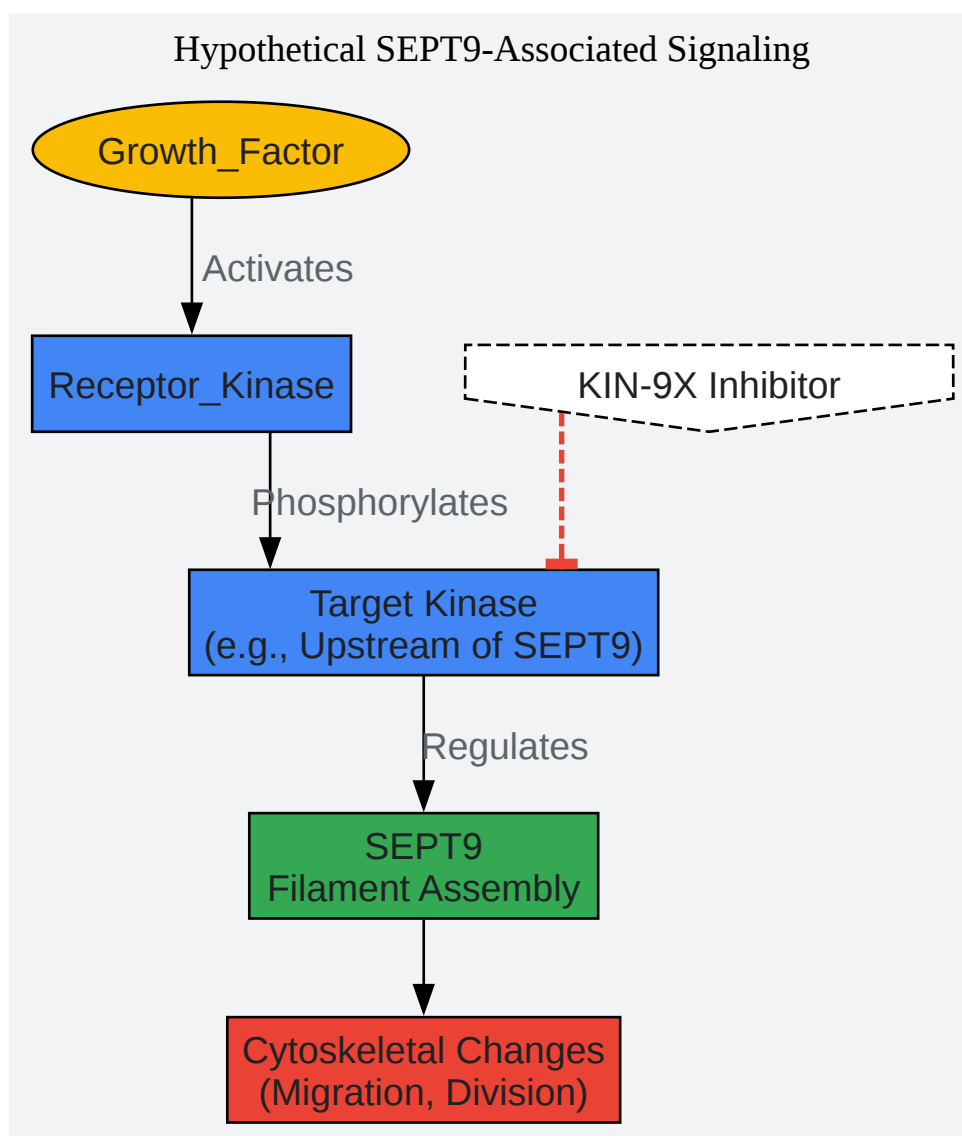 Hypothetical SEPT9-Associated Signaling
Growth_Factor
Activates
Receptor_Kinase
KIN-9X Inhibitor
Phosphorylates
Target Kinase
(e.g., Upstream of SEPT9)
Regulates
SEPT9
Filament Assembly
Cytoskeletal Changes
(Migration, Division)